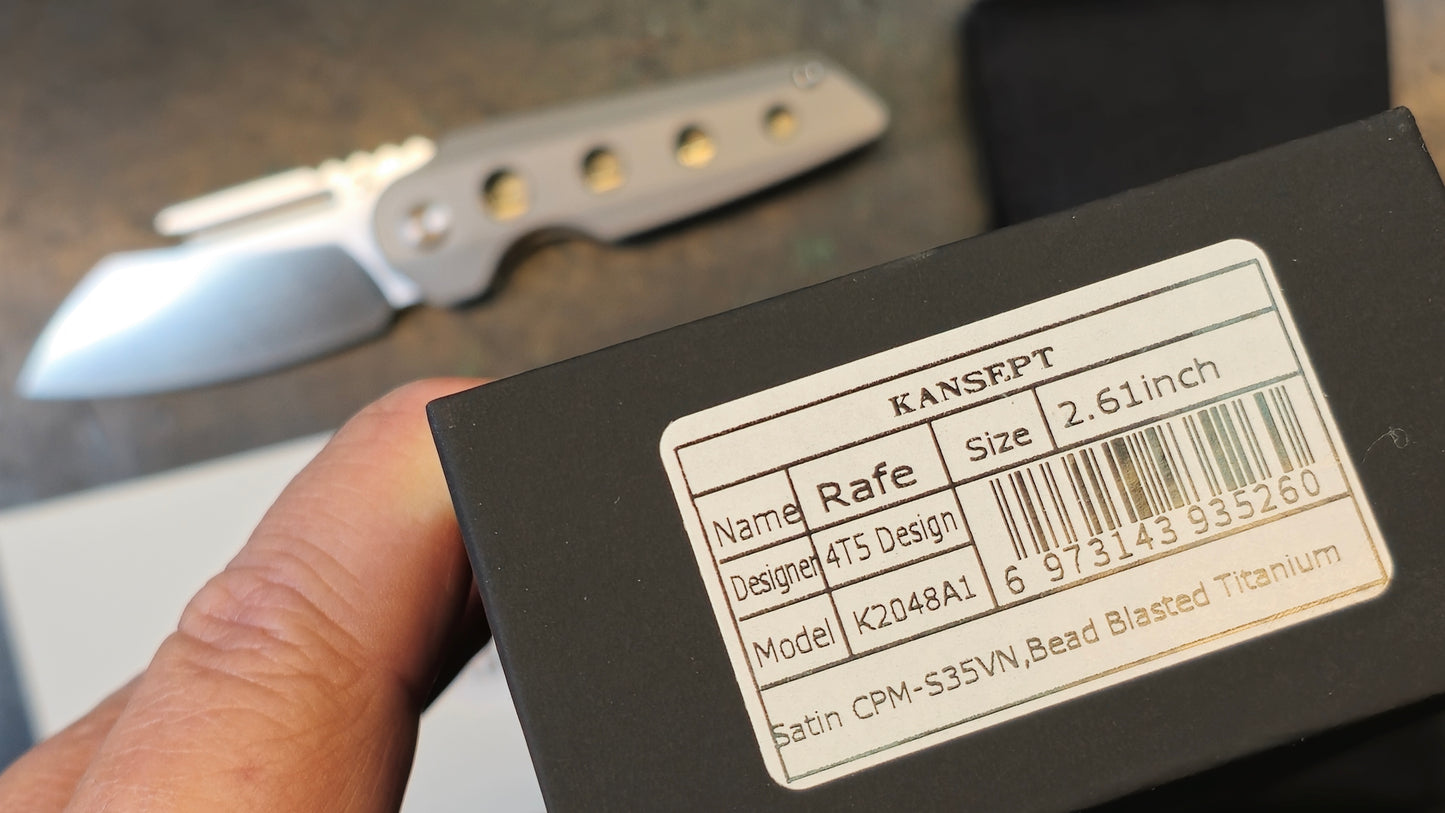 KANSEPT
Name Rafe Size 2.61inch
Designer 4T5 Design
Model K2048A1
6 973143 935260
Satin CPM-S35VN,Bead Blasted Titanium